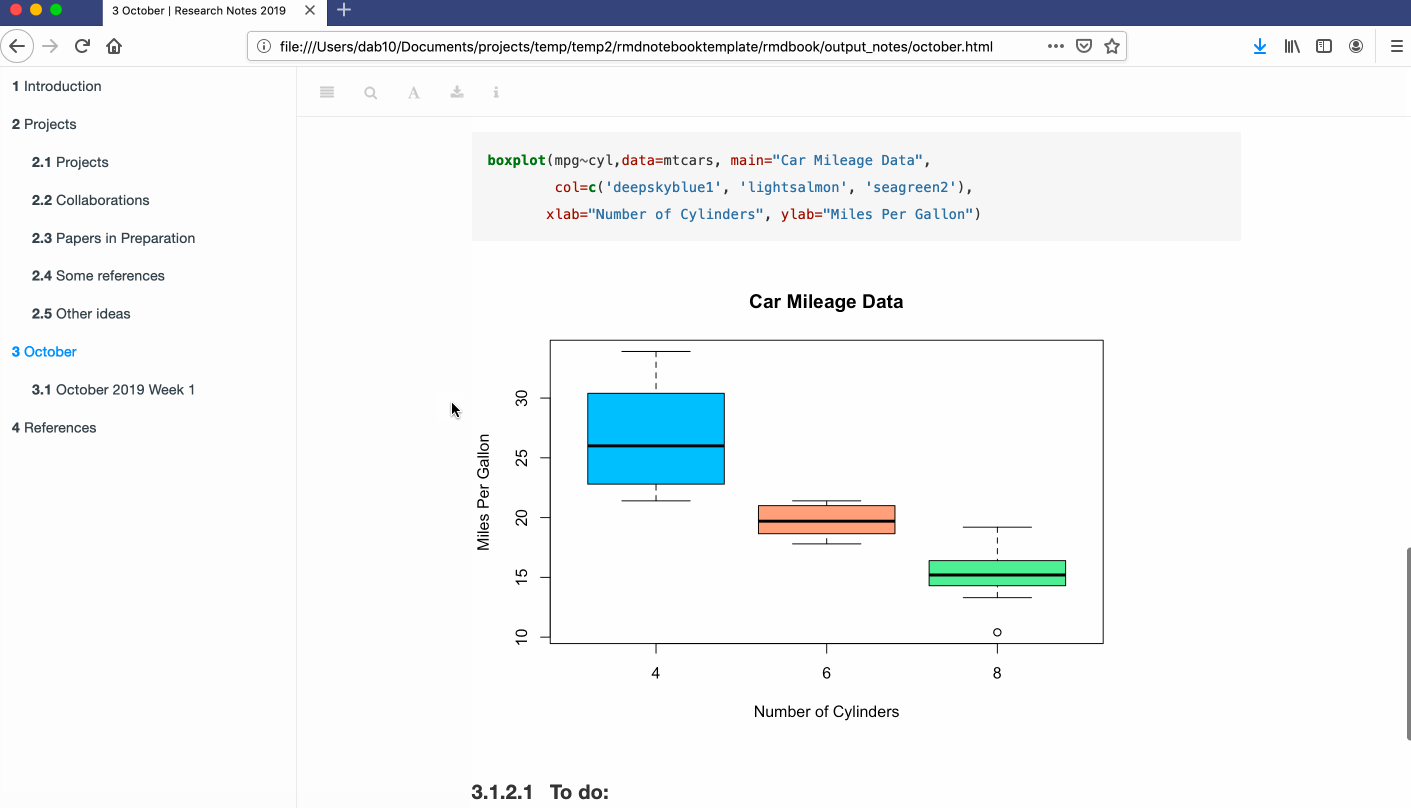 3 October | Research Notes 2019
file:///Users/dab10/Documents/projects/temp/temp2/rmdnotebooktemplate/rmdbook/output_notes/october.html
1 Introduction
2 Projects
2.1 Projects
2.2 Collaborations
2.3 Papers in Preparation
2.4 Some references
2.5 Other ideas
3 October
3.1 October 2019 Week 1
4 References
A
i
boxplot(mpg~cyl,data=mtcars, main="Car Mileage Data",
col=c('deepskyblue1', 'lightsalmon', 'seagreen2'),
xlab="Number of Cylinders", ylab="Miles Per Gallon")
Car Mileage Data
Miles Per Gallon
30
25
20
15
10
4 6 8
Number of Cylinders
3.1.2.1 To do: